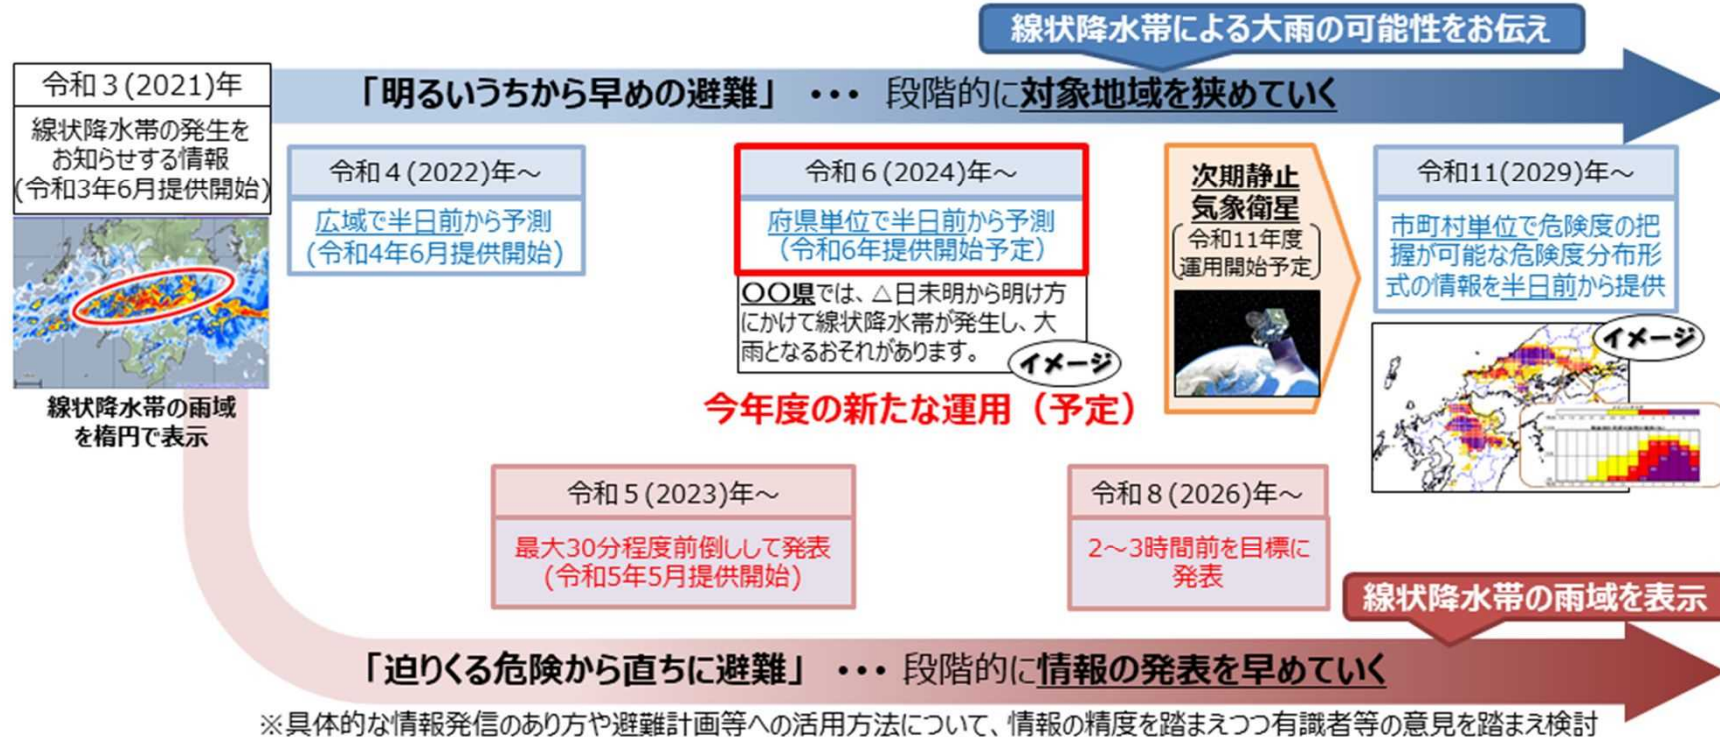 線状降水帯による大雨の可能性をお伝え
「明るいうちから早めの避難」 ・・・ 段階的に対象地域を狭めていく
令和3(2021)年
線状降水帯の発生を
お知らせする情報
(令和3年6月提供開始)
線状降水帯の雨域
を楕円で表示
令和4(2022)年~
広域で半日前から予測
(令和4年6月提供開始)
令和6(2024)年~
府県単位で半日前から予測
(令和6年提供開始予定)
〇〇県では、△日未明から明け方
にかけて線状降水帯が発生し、大
雨となるおそれがあります。
イメージ
今年度の新たな運用(予定)
次期静止
気象衛星
令和11年度
運用開始予定
令和11(2029)年~
市町村単位で危険度の把
握が可能な危険度分布形
式の情報を半日前から提供
イメージ
令和5(2023)年~
最大30分程度前倒しして発表
(令和5年5月提供開始)
令和8(2026)年~
2~3時間前を目標に
発表
線状降水帯の雨域を表示
「迫りくる危険から直ちに避難」 ・・・ 段階的に情報の発表を早めていく
※具体的な情報発信のあり方や避難計画等への活用方法について、情報の精度を踏まえつつ有識者等の意見を踏まえ検討